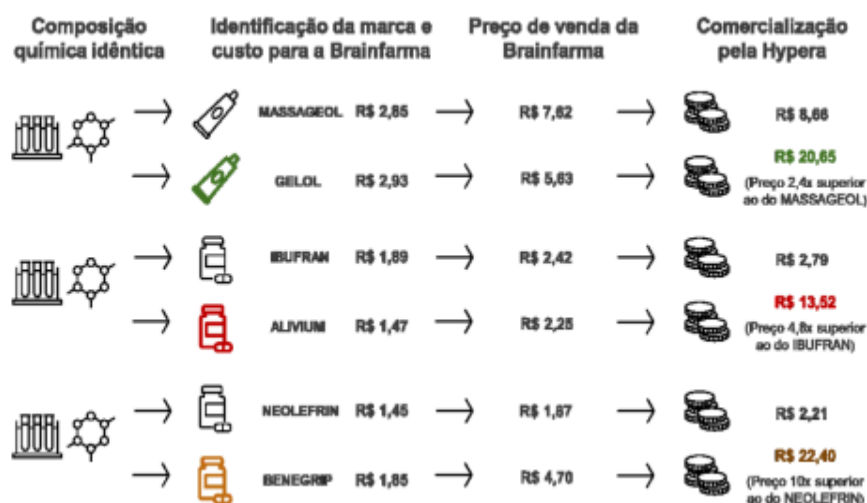 Composição
química idêntica
Identificação da marca e
custo para a Brainfarma
Preço de venda da
Brainfarma
Comercialização
pela Hypera
MASSAGEOL R$ 2,85 R$ 7,62 R$ 8,66
GELOL R$ 2,93 R$ 5,63 R$ 20,65
(Preço 2,4x superior
ao do MASSAGEOL)
IBUFRAN R$ 1,89 R$ 2,42 R$ 2,79
ALIVIUM R$ 1,47 R$ 2,25 R$ 13,52
(Preço 4,8x superior
ao do IBUFRAN)
NEOLEFRIN R$ 1,45 R$ 1,87 R$ 2,21
BENEGRIP R$ 1,85 R$ 4,70 R$ 22,40
(Preço 10x superior
ao do NEOLEFRIN)